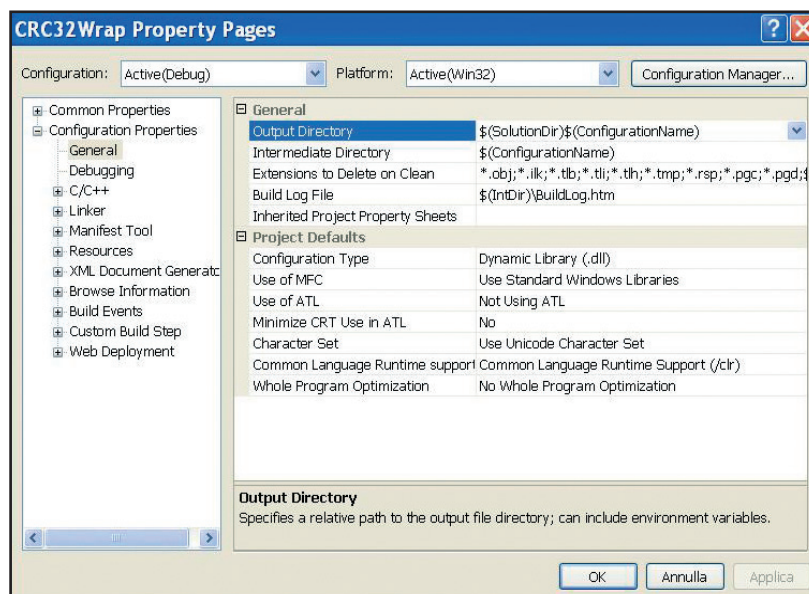 CRC32Wrap Property Pages
Configuration: Active(Debug) Platform: Active(Win32) Configuration Manager...
Common Properties
Configuration Properties
General
Debugging
C/C++
Linker
Manifest Tool
Resources
XML Document Generatc
Browse Information
Build Events
Custom Build Step
Web Deployment
General
Output Directory $(SolutionDir)$(ConfigurationName)
Intermediate Directory $(ConfigurationName)
Extensions to Delete on Clean *.obj;*.ilk;*.tlb;*.tli;*.tlh;*.tmp;*.rsp;*.pgc;*.pgd;$
Build Log File $(IntDir)\BuildLog.htm
Inherited Project Property Sheets
Project Defaults
Configuration Type Dynamic Library (.dll)
Use of MFC Use Standard Windows Libraries
Use of ATL Not Using ATL
Minimize CRT Use in ATL No
Character Set Use Unicode Character Set
Common Language Runtime support Common Language Runtime Support (/clr)
Whole Program Optimization No Whole Program Optimization
Output Directory
Specifies a relative path to the output file directory; can include environment variables.
OK Annulla Applica